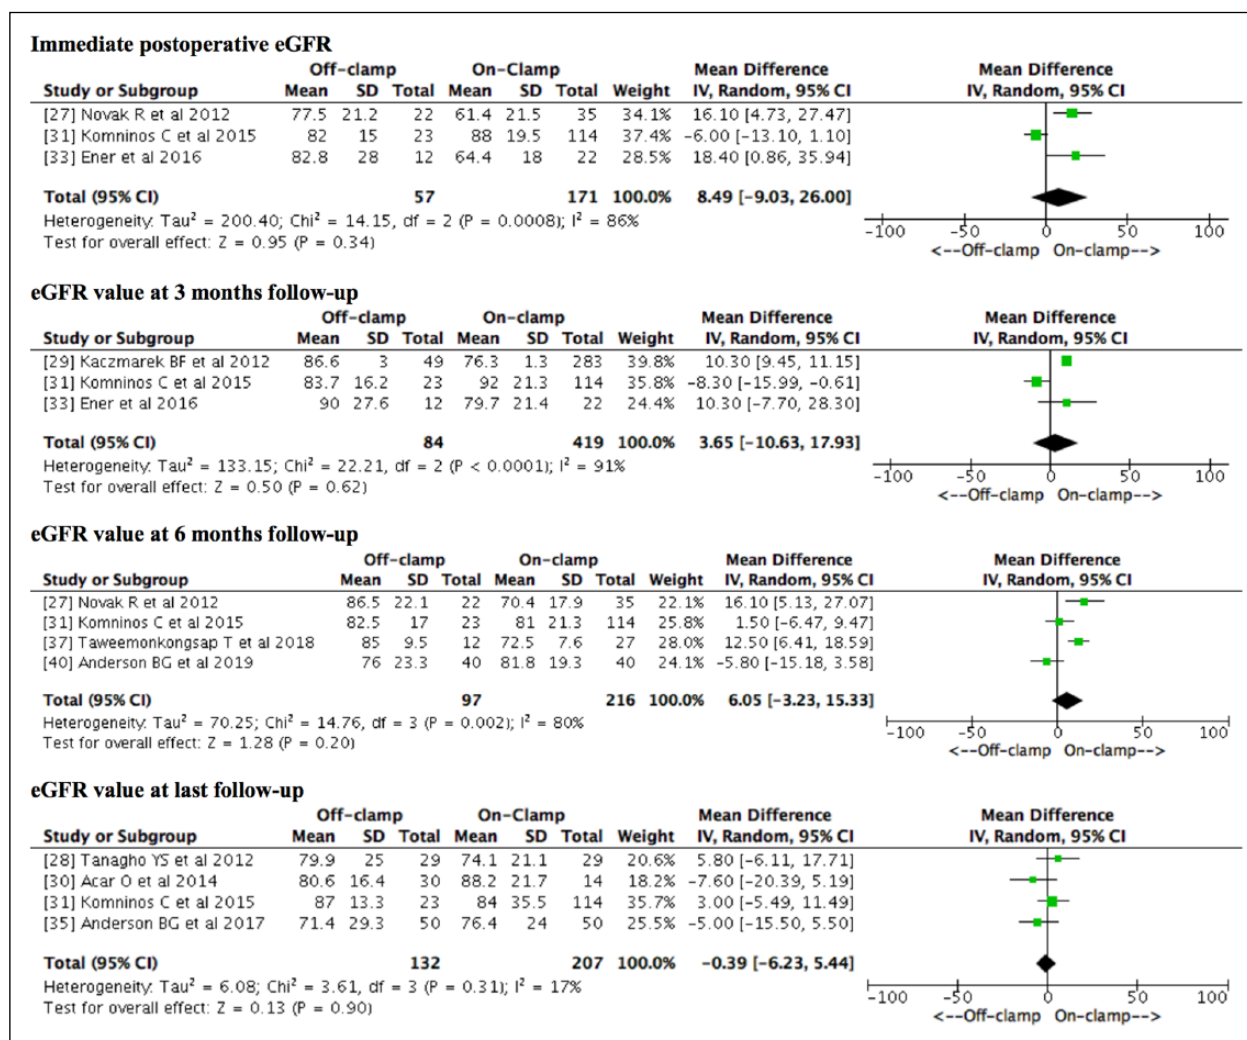 Immediate postoperative eGFR
Off-clamp On-Clamp Mean Difference Mean Difference
Study or Subgroup Mean SD Total Mean SD Total Weight IV, Random, 95% CI IV, Random, 95% CI
[27] Novak R et al 2012 77.5 21.2 22 61.4 21.5 35 34.1% 16.10 [4.73, 27.47]
[31] Komninos C et al 2015 82 15 23 88 19.5 114 37.4% -6.00 [-13.10, 1.10]
[33] Ener et al 2016 82.8 28 12 64.4 18 22 28.5% 18.40 [0.86, 35.94]
Total (95% CI) 57 171 100.0% 8.49 [-9.03, 26.00]
Heterogeneity: Tau² = 200.40; Chi² = 14.15, df = 2 (P = 0.0008); I² = 86%
Test for overall effect: Z = 0.95 (P = 0.34)
-100 -50 0 50 100
<--Off-clamp On-clamp-->
eGFR value at 3 months follow-up
Off-clamp On-clamp Mean Difference Mean Difference
Study or Subgroup Mean SD Total Mean SD Total Weight IV, Random, 95% CI IV, Random, 95% CI
[29] Kaczmarek BF et al 2012 86.6 3 49 76.3 1.3 283 39.8% 10.30 [9.45, 11.15]
[31] Komninos C et al 2015 83.7 16.2 23 92 21.3 114 35.8% -8.30 [-15.99, -0.61]
[33] Ener et al 2016 90 27.6 12 79.7 21.4 22 24.4% 10.30 [-7.70, 28.30]
Total (95% CI) 84 419 100.0% 3.65 [-10.63, 17.93]
Heterogeneity: Tau² = 133.15; Chi² = 22.21, df = 2 (P < 0.0001); I² = 91%
Test for overall effect: Z = 0.50 (P = 0.62)
-100 -50 0 50 100
<--Off-clamp On-clamp-->
eGFR value at 6 months follow-up
Off-clamp On-clamp Mean Difference Mean Difference
Study or Subgroup Mean SD Total Mean SD Total Weight IV, Random, 95% CI IV, Random, 95% CI
[27] Novak R et al 2012 86.5 22.1 22 70.4 17.9 35 22.1% 16.10 [5.13, 27.07]
[31] Komninos C et al 2015 82.5 17 23 81 21.3 114 25.8% 1.50 [-6.47, 9.47]
[37] Taweemonkongsap T et al 2018 85 9.5 12 72.5 7.6 27 28.0% 12.50 [6.41, 18.59]
[40] Anderson BG et al 2019 76 23.3 40 81.8 19.3 40 24.1% -5.80 [-15.18, 3.58]
Total (95% CI) 97 216 100.0% 6.05 [-3.23, 15.33]
Heterogeneity: Tau² = 70.25; Chi² = 14.76, df = 3 (P = 0.002); I² = 80%
Test for overall effect: Z = 1.28 (P = 0.20)
-100 -50 0 50 100
<--Off-clamp On-clamp-->
eGFR value at last follow-up
Off-clamp On-Clamp Mean Difference Mean Difference
Study or Subgroup Mean SD Total Mean SD Total Weight IV, Random, 95% CI IV, Random, 95% CI
[28] Tanagho YS et al 2012 79.9 25 29 74.1 21.1 29 20.6% 5.80 [-6.11, 17.71]
[30] Acar O et al 2014 80.6 16.4 30 88.2 21.7 14 18.2% -7.60 [-20.39, 5.19]
[31] Komninos C et al 2015 87 13.3 23 84 35.5 114 35.7% 3.00 [-5.49, 11.49]
[35] Anderson BG et al 2017 71.4 29.3 50 76.4 24 50 25.5% -5.00 [-15.50, 5.50]
Total (95% CI) 132 207 100.0% -0.39 [-6.23, 5.44]
Heterogeneity: Tau² = 6.08; Chi² = 3.61, df = 3 (P = 0.31); I² = 17%
Test for overall effect: Z = 0.13 (P = 0.90)
-100 -50 0 50 100
<--Off-clamp On-clamp-->